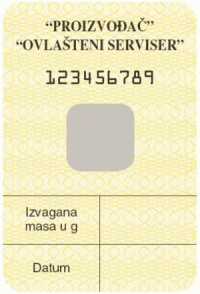 “PROIZVOĐAČ”
“OVLAŠTENI SERVISER”
123456789
Izvagana
masa u g
Datum